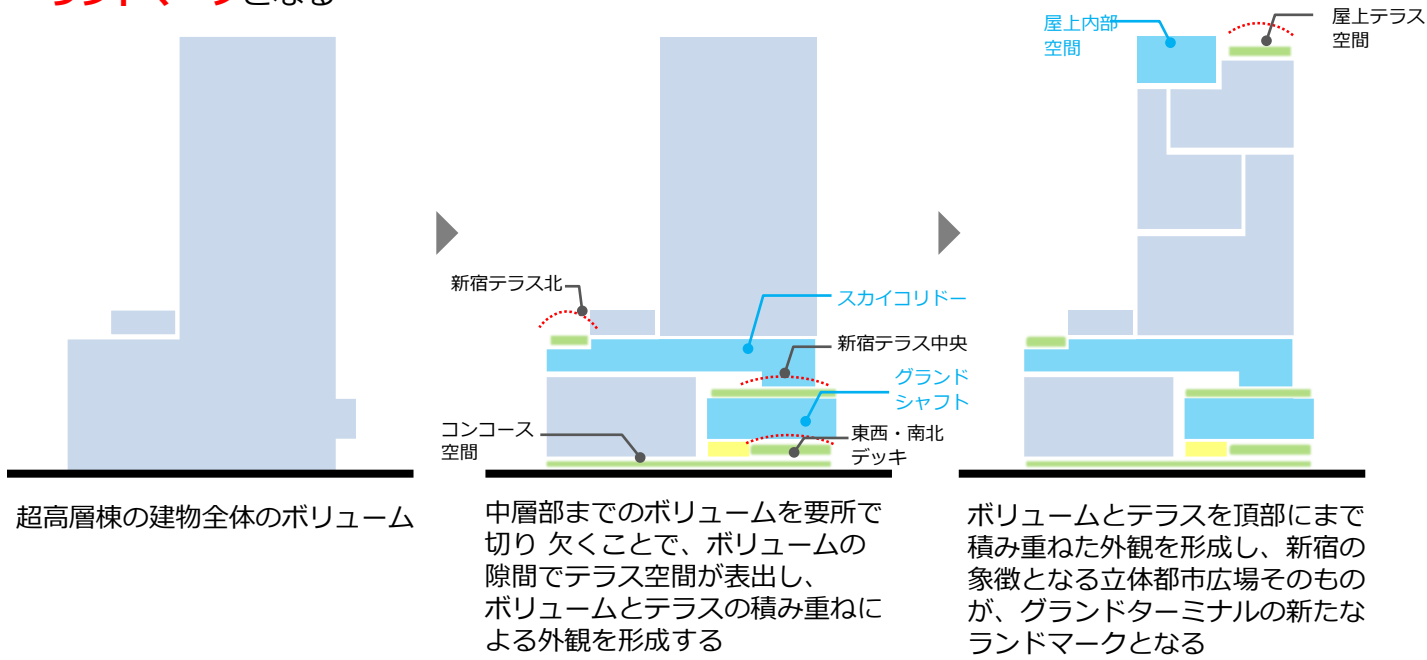 ランドマークとなる
屋上内部
空間
屋上テラス
空間
新宿テラス北
スカイコリドー
新宿テラス中央
グランド
シャフト
コンコース
空間
東西・南北
デッキ
超高層棟の建物全体のボリューム
中層部までのボリュームを要所で
切り 欠くことで、ボリュームの
隙間でテラス空間が表出し、
ボリュームとテラスの積み重ねに
よる外観を形成する
ボリュームとテラスを頂部にまで
積み重ねた外観を形成し、新宿の
象徴となる立体都市広場そのもの
が、グランドターミナルの新たな
ランドマークとなる